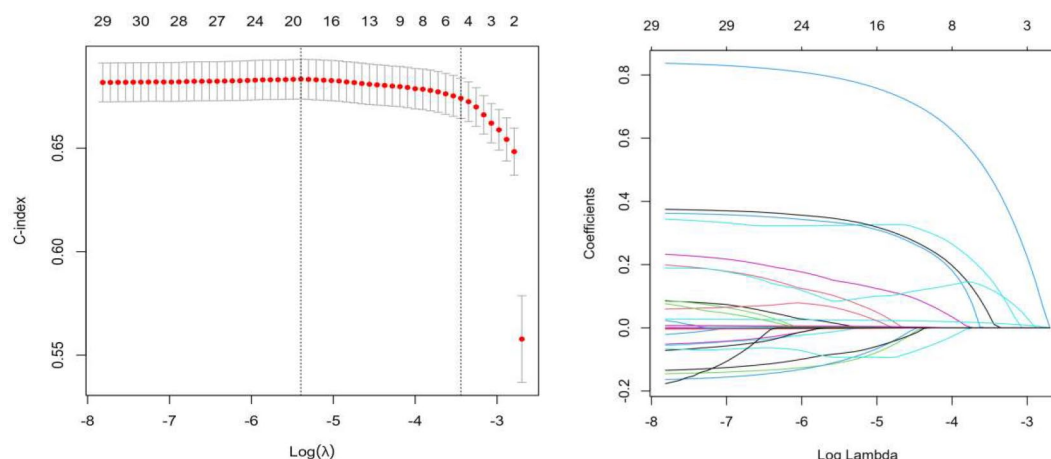 29 30 28 27 24 20 16 13 9 8 6 4 3 2
C-index
0.65
0.60
0.55
-8 -7 -6 -5 -4 -3
Log(λ)
29 29 24 16 8 3
Coefficients
0.8
0.6
0.4
0.2
0.0
-0.2
-8 -7 -6 -5 -4 -3
Log Lambda